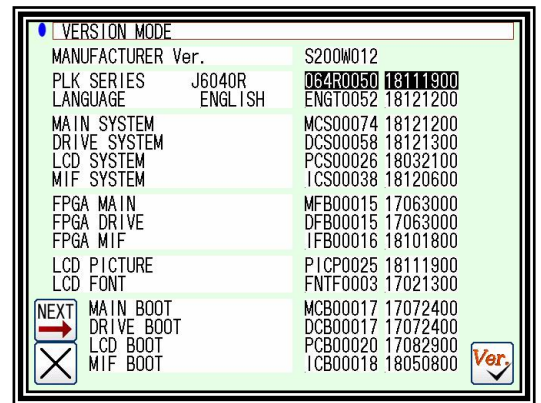 VERSION MODE
MANUFACTURER Ver. S200W012
PLK SERIES J6040R 064R0050 18111900
LANGUAGE ENGLISH ENGT0052 18121200
MAIN SYSTEM MCS00074 18121200
DRIVE SYSTEM DCS00058 18121300
LCD SYSTEM PCS00026 18032100
MIF SYSTEM ICS00038 18120600
FPGA MAIN MFB00015 17063000
FPGA DRIVE DFB00015 17063000
FPGA MIF IFB00016 18101800
LCD PICTURE PICP0025 18111900
LCD FONT FNTF0003 17021300
NEXT MAIN BOOT MCB00017 17072400
DRIVE BOOT DCB00017 17072400
LCD BOOT PCB00020 17082900
MIF BOOT ICB00018 18050800
Ver.